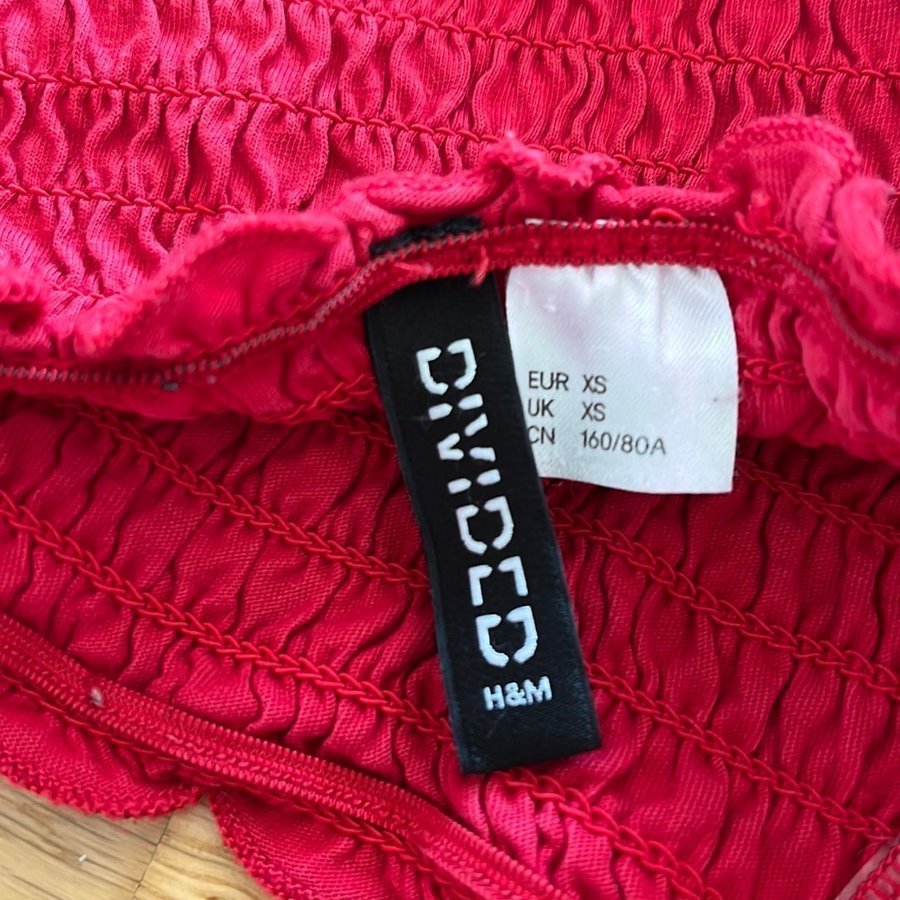 DIVIDED
H&M
EUR XS
UK XS
CN 160/80A